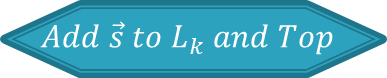 Add s⃗ to Lₖ and Top